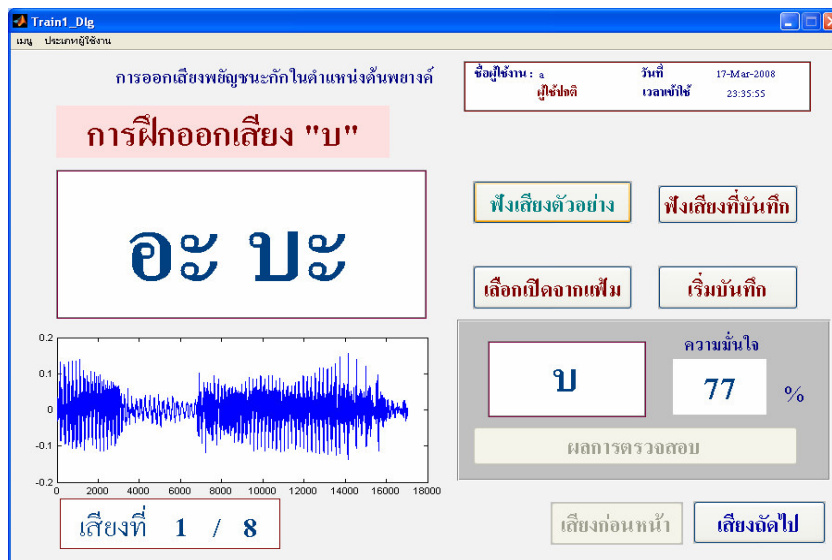 Train1_Dlg
เมนู ประเภทผู้ใช้งาน
การออกเสียงพยัญชนะกักในตำแหน่งต้นพยางค์
ชื่อผู้ใช้งาน : a วันที่ 17-Mar-2008
ผู้ใช้ปกติ เวลาเข้าใช้ 23:35:55
การฝึกออกเสียง "บ"
อะ บะ
ฟังเสียงตัวอย่าง ฟังเสียงที่บันทึก
เลือกเปิดจากแฟ้ม เริ่มบันทึก
0.2
0.1
0
-0.1
-0.2
0 2000 4000 6000 8000 10000 12000 14000 16000 18000
ความมั่นใจ
บ 77 %
ผลการตรวจสอบ
เสียงที่ 1 / 8
เสียงก่อนหน้า เสียงถัดไป